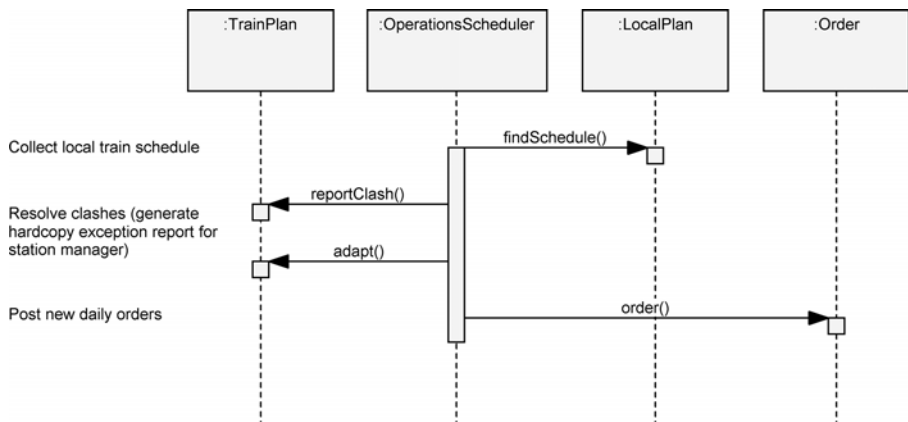 :TrainPlan
:OperationsScheduler
:LocalPlan
:Order
Collect local train schedule
findSchedule()
reportClash()
Resolve clashes (generate
hardcopy exception report for
station manager)
adapt()
Post new daily orders
order()